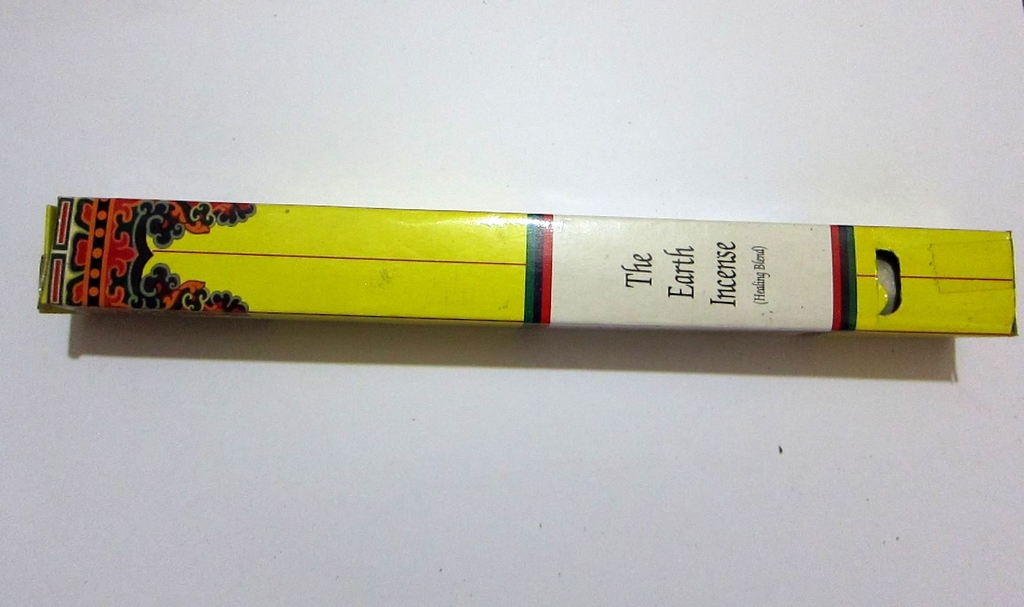 The
Earth
Incense
(Healing Blend)